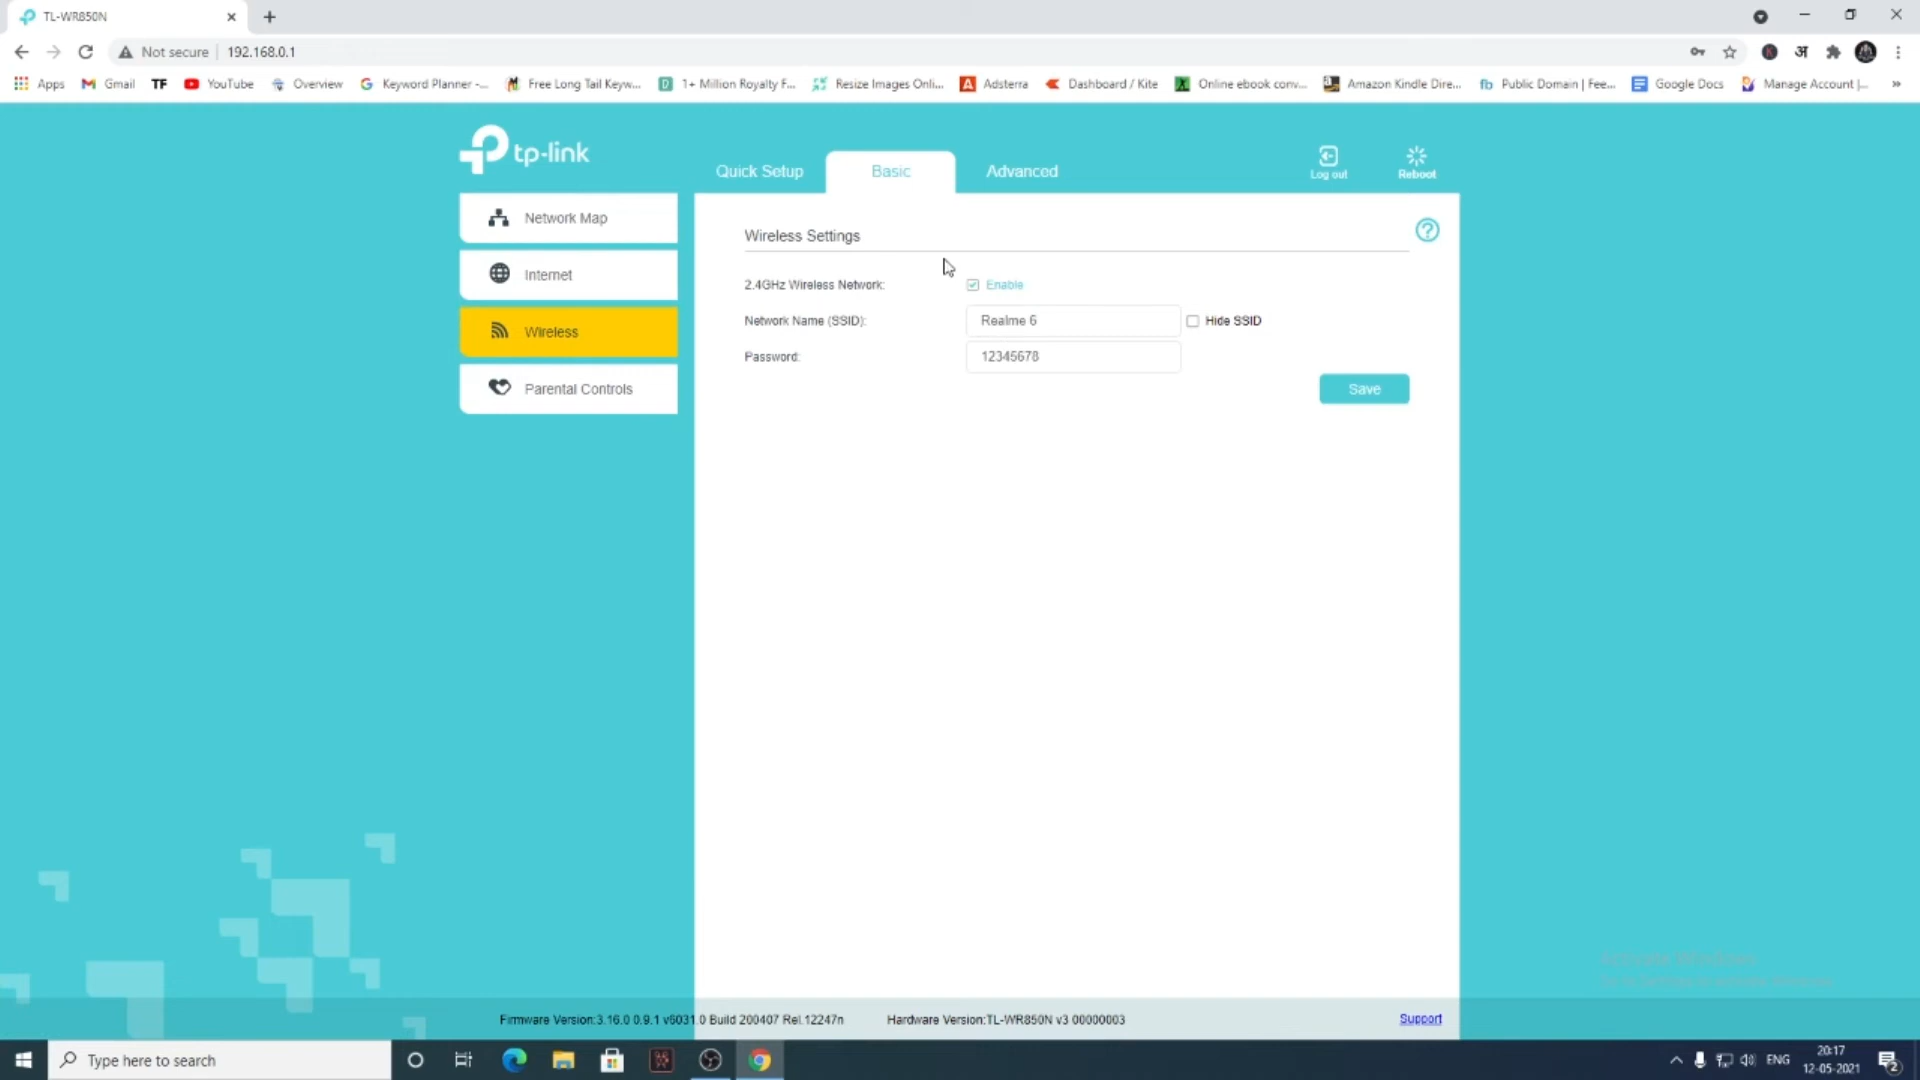 TL-WR850N
Not secure 192.168.0.1
Apps Gmail TF YouTube Overview Keyword Planner -... Free Long Tail Keyw... 1+ Million Royalty F... Resize Images Onli... Adsterra Dashboard / Kite Online ebook conv... Amazon Kindle Dire... Public Domain | Fee... Google Docs Manage Account |... »
tp-link
Quick Setup Basic Advanced Log out Reboot
Network Map
Internet
Wireless
Parental Controls
Wireless Settings
2.4GHz Wireless Network: Enable
Network Name (SSID): Realme 6 Hide SSID
Password: 12345678
Save
Activate Windows
Firmware Version:3.16.0 0.9.1 v6031.0 Build 200407 Rel.12247n Hardware Version:TL-WR850N v3 00000003 Support
Type here to search
ENG 20:17
12-05-2021
2